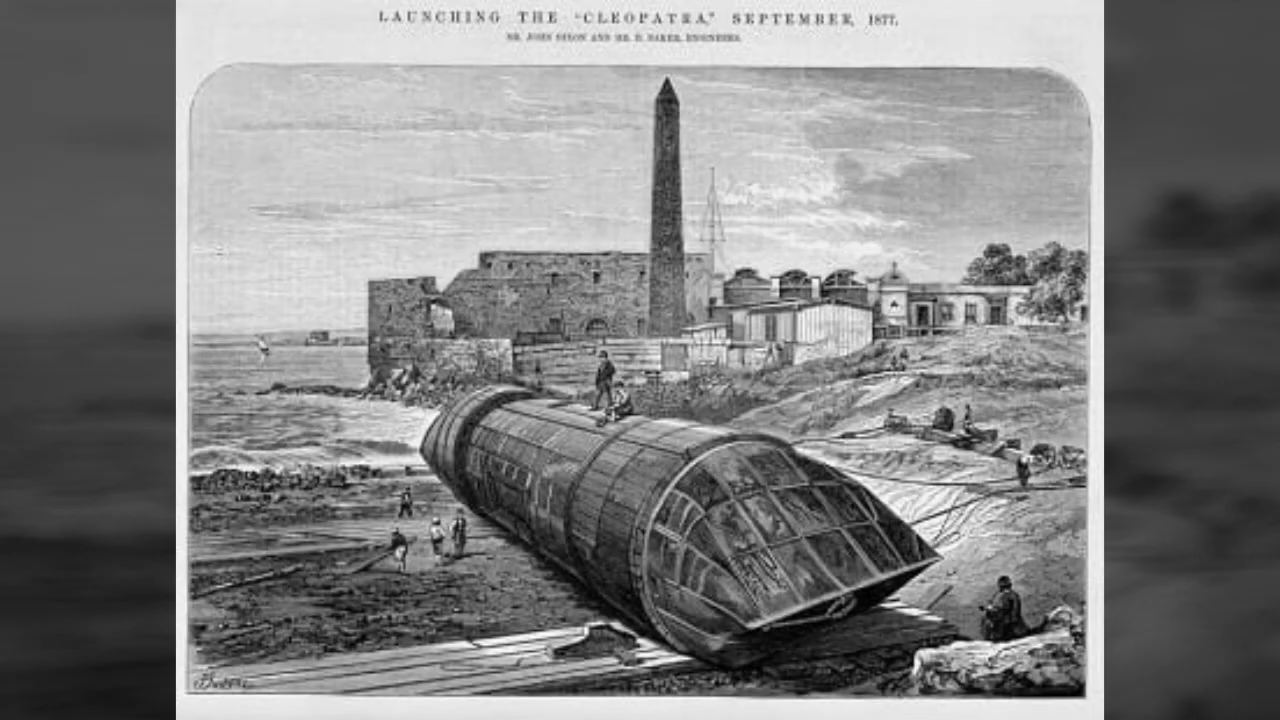 LAUNCHING THE "CLEOPATRA," SEPTEMBER, 1877.
MR. JOHN DIXON AND MR. B. BAKER, ENGINEERS.